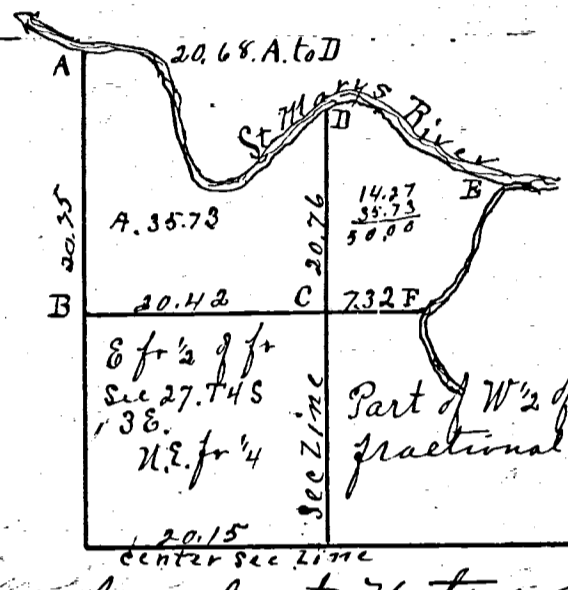 A
20.68. A. to D
St Marys River
D
E
14.27
35.73
50.00
A. 35.73
20.35
20.76
B
20.42
C
7.32 F
E fr ½ of fr
Sec 27. T4S
13E.
N.E. fr ¼
Sec Line
Part of W ½ of
fractional
20.15
Center Sec Line